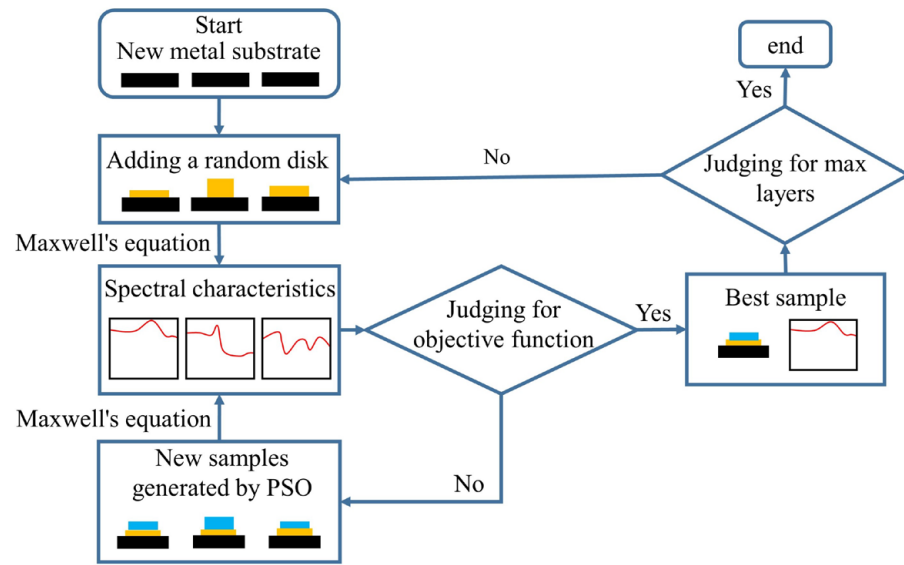 Start
New metal substrate
Adding a random disk
Maxwell's equation
Spectral characteristics
Maxwell's equation
New samples
generated by PSO
Judging for
objective function
No
Yes
Best sample
Judging for max
layers
No
Yes
end